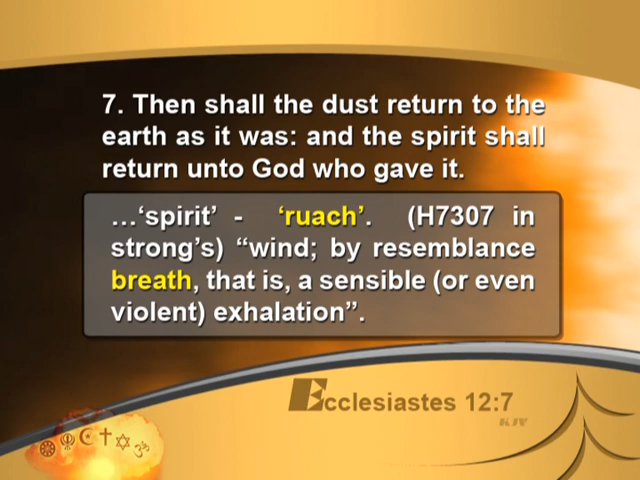 7. Then shall the dust return to the
earth as it was: and the spirit shall
return unto God who gave it.
...‘spirit’ - ‘ruach’. (H7307 in
strong’s) “wind; by resemblance
breath, that is, a sensible (or even
violent) exhalation”.
Ecclesiastes 12:7
KJV